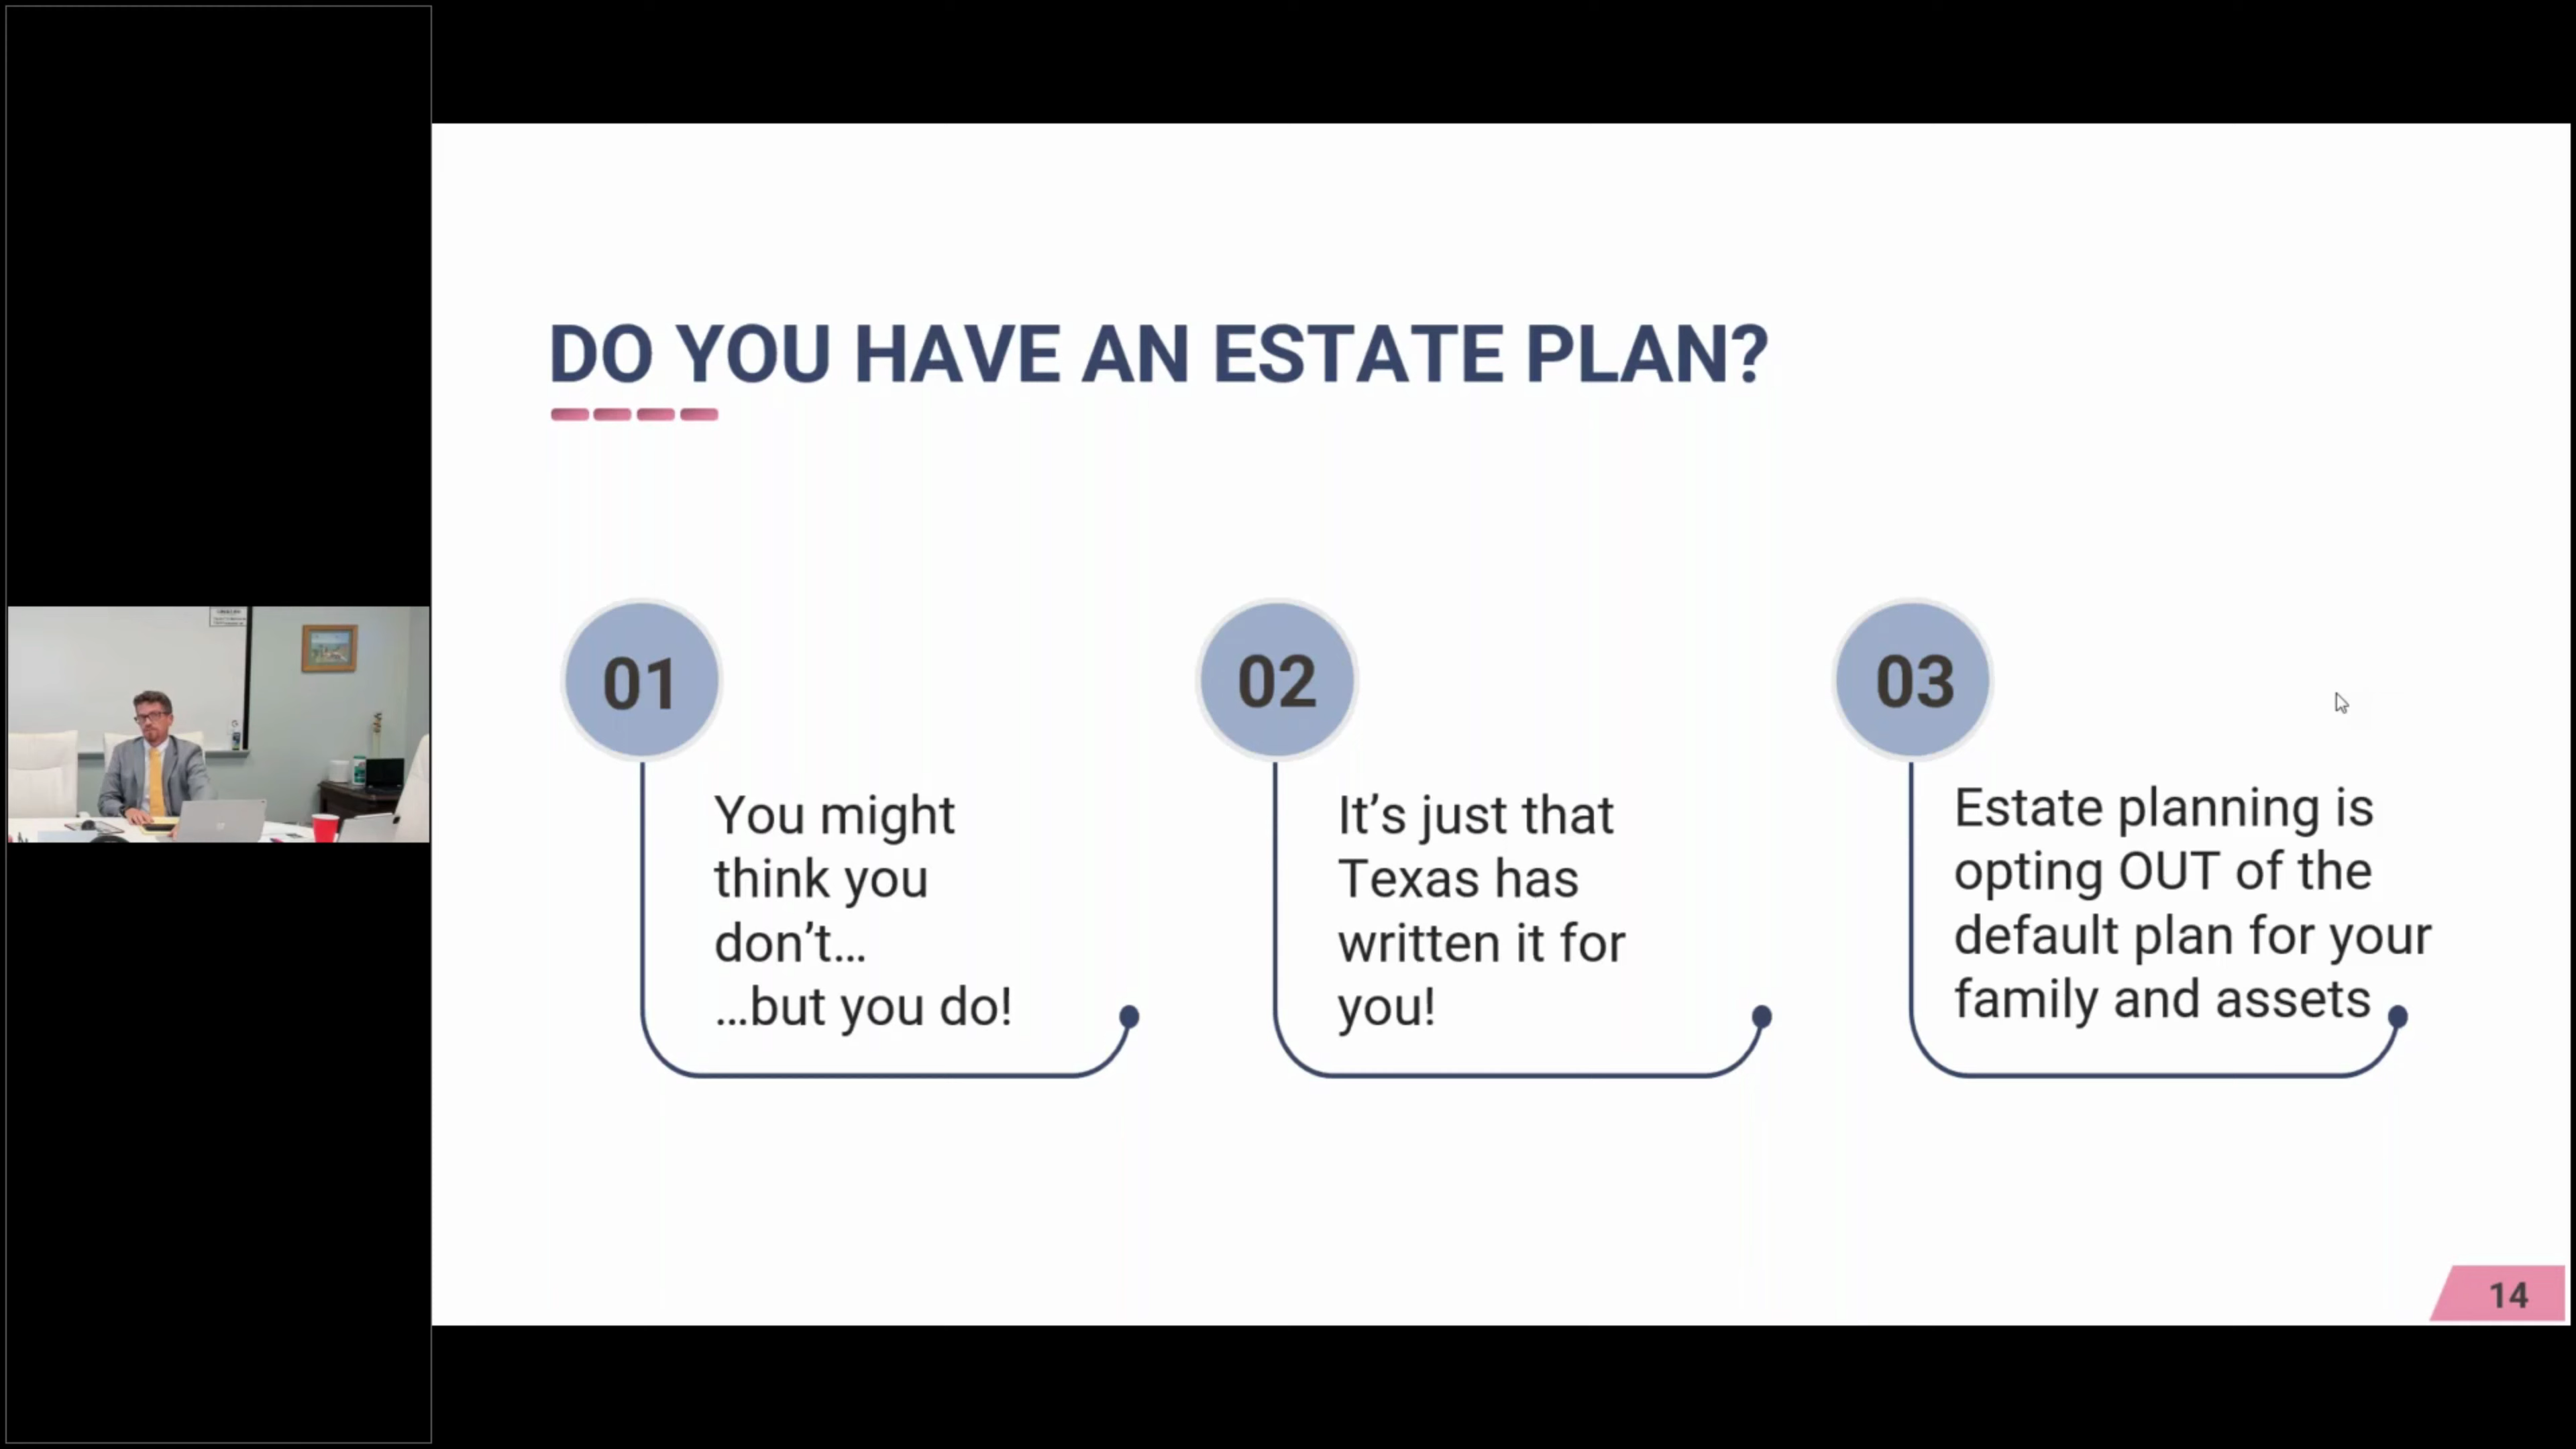 DO YOU HAVE AN ESTATE PLAN?
01
You might
think you
don’t…
…but you do!
02
It’s just that
Texas has
written it for
you!
03
Estate planning is
opting OUT of the
default plan for your
family and assets
14